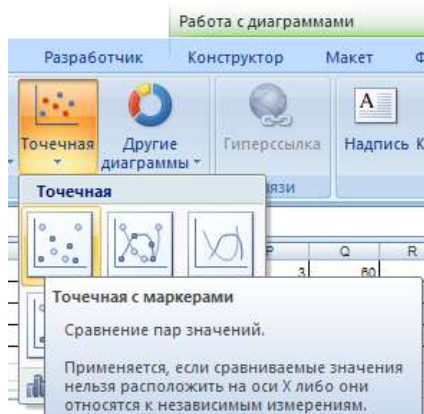 Работа с диаграммами
Разработчик Конструктор Макет Ф
Точечная Другие диаграммы Гиперссылка Надпись К
язи
Точечная
P Q R
3 60
Точечная с маркерами
Сравнение пар значений.
Применяется, если сравниваемые значения
нельзя расположить на оси X либо они
относятся к независимым измерениям.